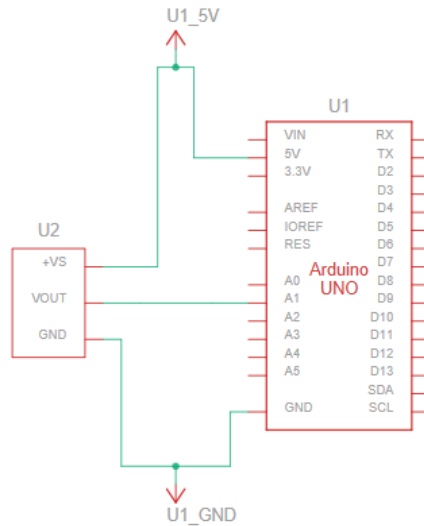 U1_5V
U1
VIN RX
5V TX
3.3V D2
D3
AREF D4
IOREF D5
RES D6
D7
Arduino
UNO
A0 D8
A1 D9
A2 D10
A3 D11
A4 D12
A5 D13
SDA
GND SCL
U2
+VS
VOUT
GND
U1_GND